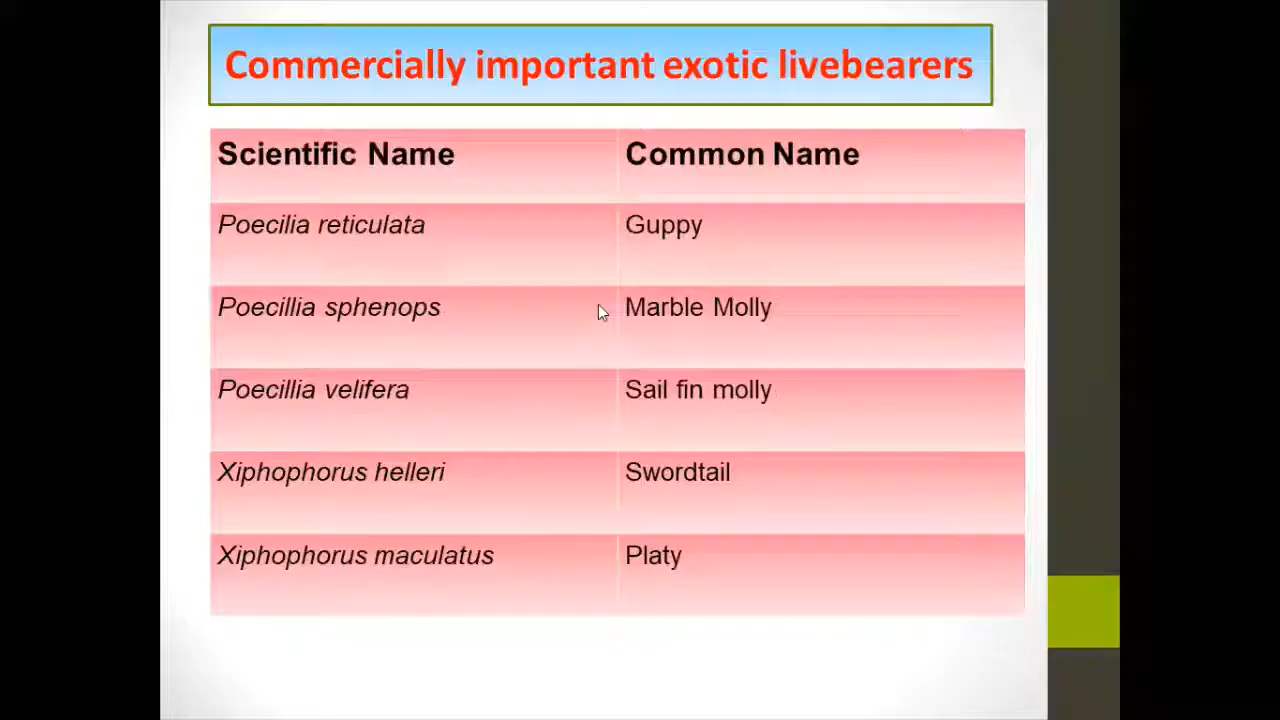 Commercially important exotic livebearers
Scientific Name Common Name
Poecilia reticulata Guppy
Poecillia sphenops Marble Molly
Poecillia velifera Sail fin molly
Xiphophorus helleri Swordtail
Xiphophorus maculatus Platy